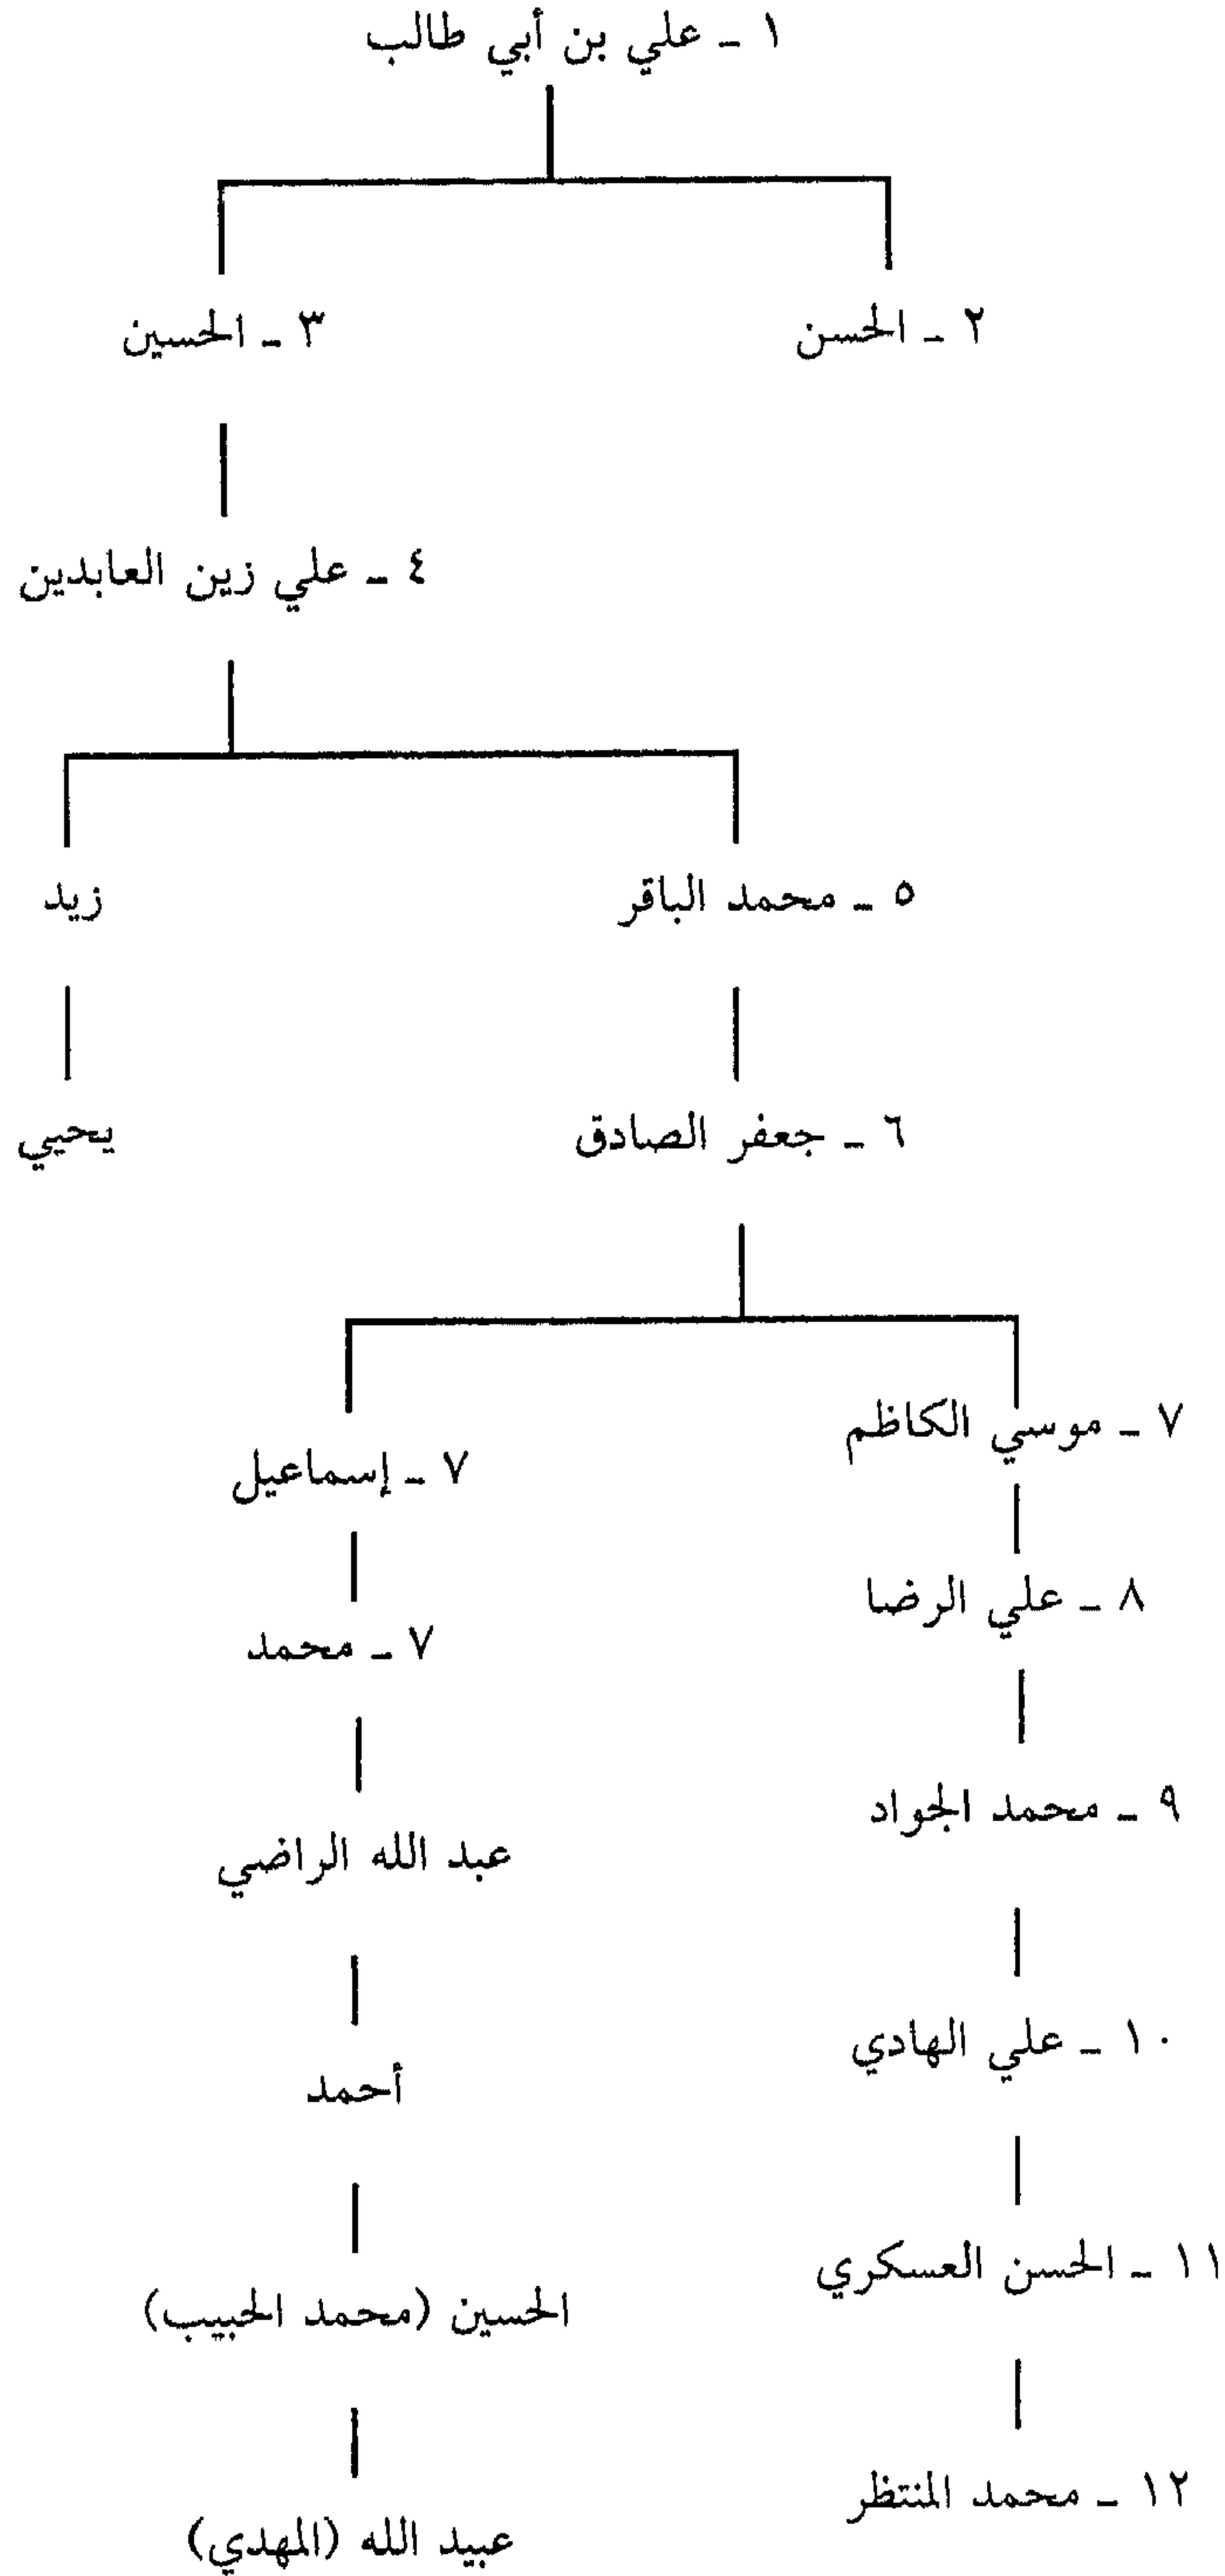 ١ ـ علي بن أبي طالب
٢ ـ الحسن
٣ ـ الحسين
٤ ـ علي زين العابدين
٥ ـ محمد الباقر
زيد
٦ ـ جعفر الصادق
يحيي
٧ ـ موسي الكاظم
٧ ـ إسماعيل
٨ ـ علي الرضا
٧ ـ محمد
٩ ـ محمد الجواد
عبد الله الراضي
١٠ ـ علي الهادي
أحمد
١١ ـ الحسن العسكري
الحسين (محمد الحبيب)
١٢ ـ محمد المنتظر
عبيد الله (المهدي)